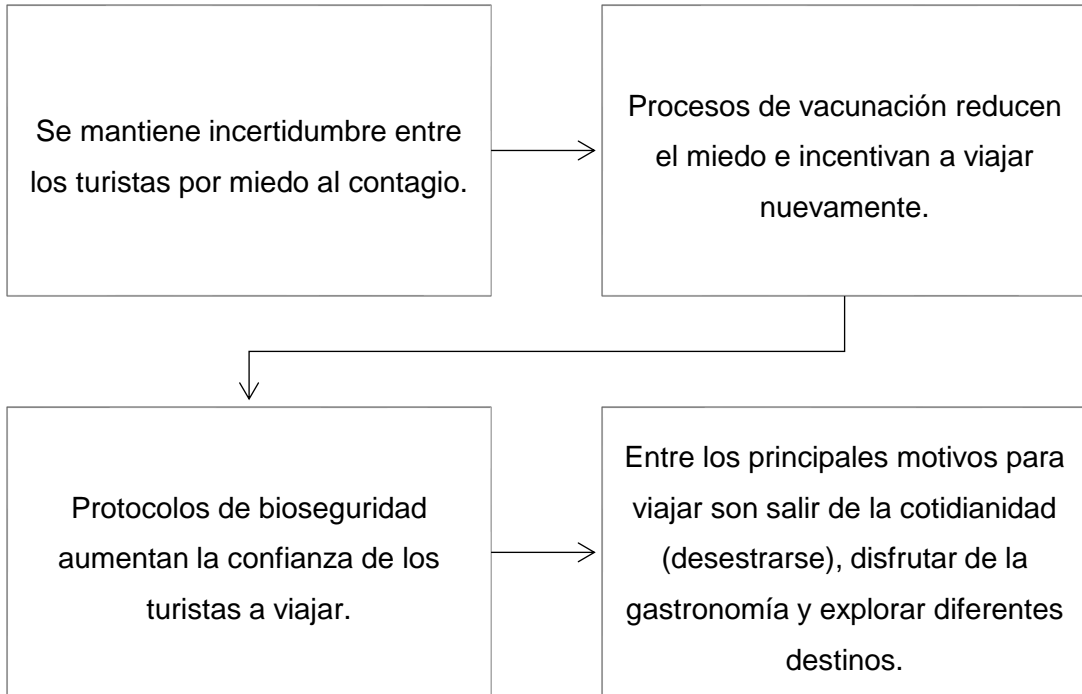 Se mantiene incertidumbre entre
los turistas por miedo al contagio.
Procesos de vacunación reducen
el miedo e incentivan a viajar
nuevamente.
Protocolos de bioseguridad
aumentan la confianza de los
turistas a viajar.
Entre los principales motivos para
viajar son salir de la cotidianidad
(desestrarse), disfrutar de la
gastronomía y explorar diferentes
destinos.